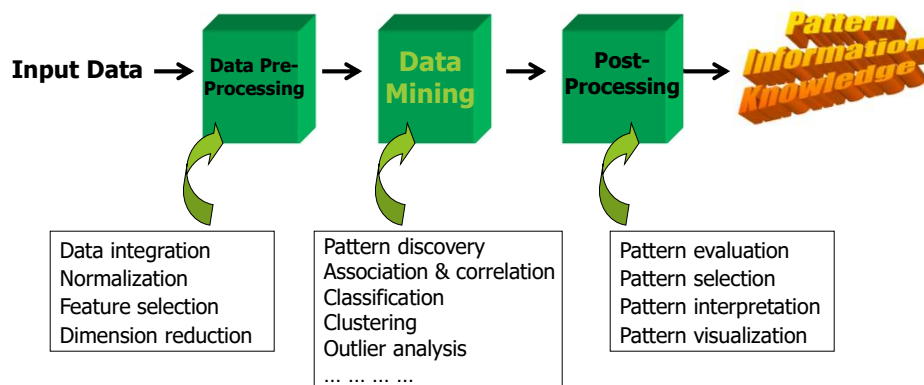 Input Data
Data Pre-
Processing
Data
Mining
Post-
Processing
Pattern
Information
Knowledge
Data integration
Normalization
Feature selection
Dimension reduction
Pattern discovery
Association & correlation
Classification
Clustering
Outlier analysis
… … … …
Pattern evaluation
Pattern selection
Pattern interpretation
Pattern visualization